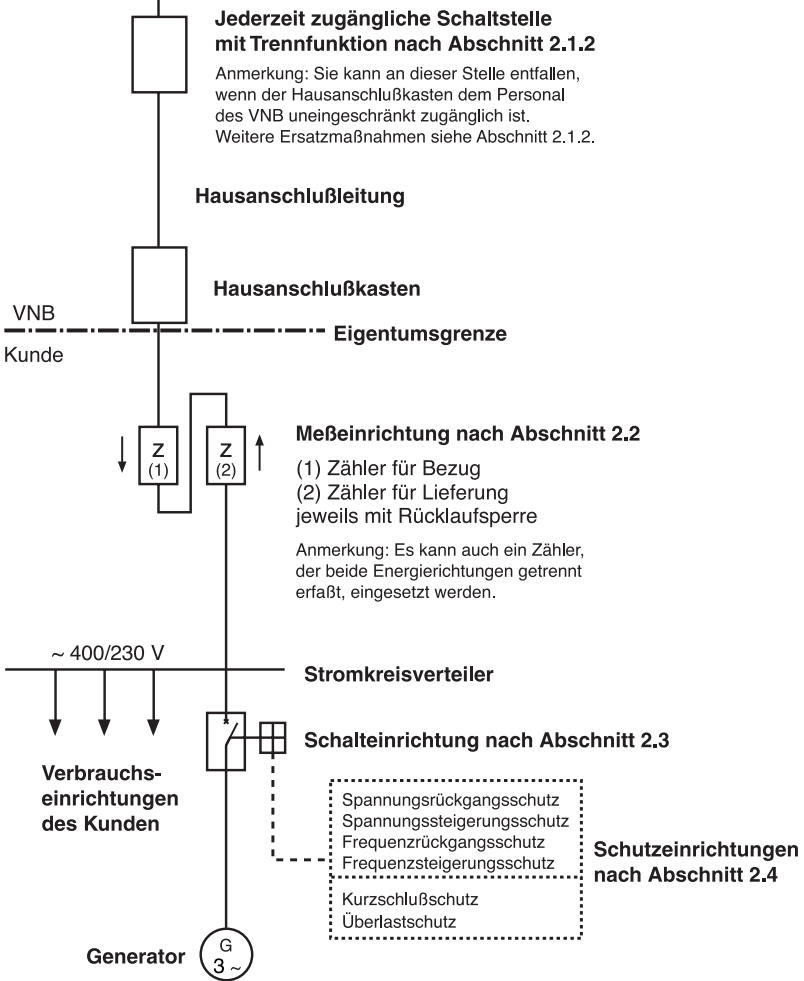 Jederzeit zugängliche Schaltstelle
mit Trennfunktion nach Abschnitt 2.1.2
Anmerkung: Sie kann an dieser Stelle entfallen,
wenn der Hausanschlußkasten dem Personal
des VNB uneingeschränkt zugänglich ist.
Weitere Ersatzmaßnahmen siehe Abschnitt 2.1.2.
Hausanschlußleitung
Hausanschlußkasten
VNB
Eigentumsgrenze
Kunde
Z
(1)
Z
(2)
Meßeinrichtung nach Abschnitt 2.2
(1) Zähler für Bezug
(2) Zähler für Lieferung
jeweils mit Rücklaufsperre
Anmerkung: Es kann auch ein Zähler,
der beide Energierichtungen getrennt
erfaßt, eingesetzt werden.
~ 400/230 V
Stromkreisverteiler
Schalteinrichtung nach Abschnitt 2.3
Verbrauchs-
einrichtungen
des Kunden
Spannungsrückgangsschutz
Spannungssteigerungsschutz
Frequenzrückgangsschutz
Frequenzsteigerungsschutz
Kurzschlußschutz
Überlastschutz
Schutzeinrichtungen
nach Abschnitt 2.4
Generator
G
3 ~